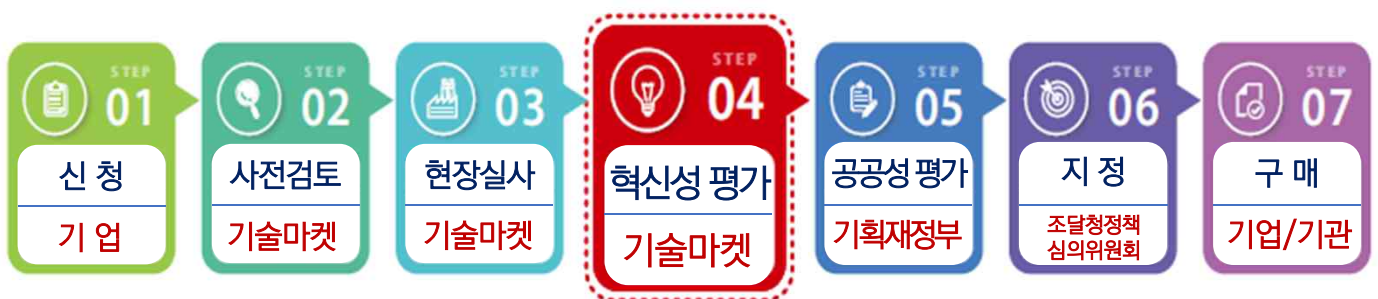 STEP
01
신 청
기 업
STEP
02
사전검토
기술마켓
STEP
03
현장실사
기술마켓
STEP
04
혁신성 평가
기술마켓
STEP
05
공공성 평가
기획재정부
STEP
06
지 정
조달청정책
심의위원회
STEP
07
구 매
기업/기관